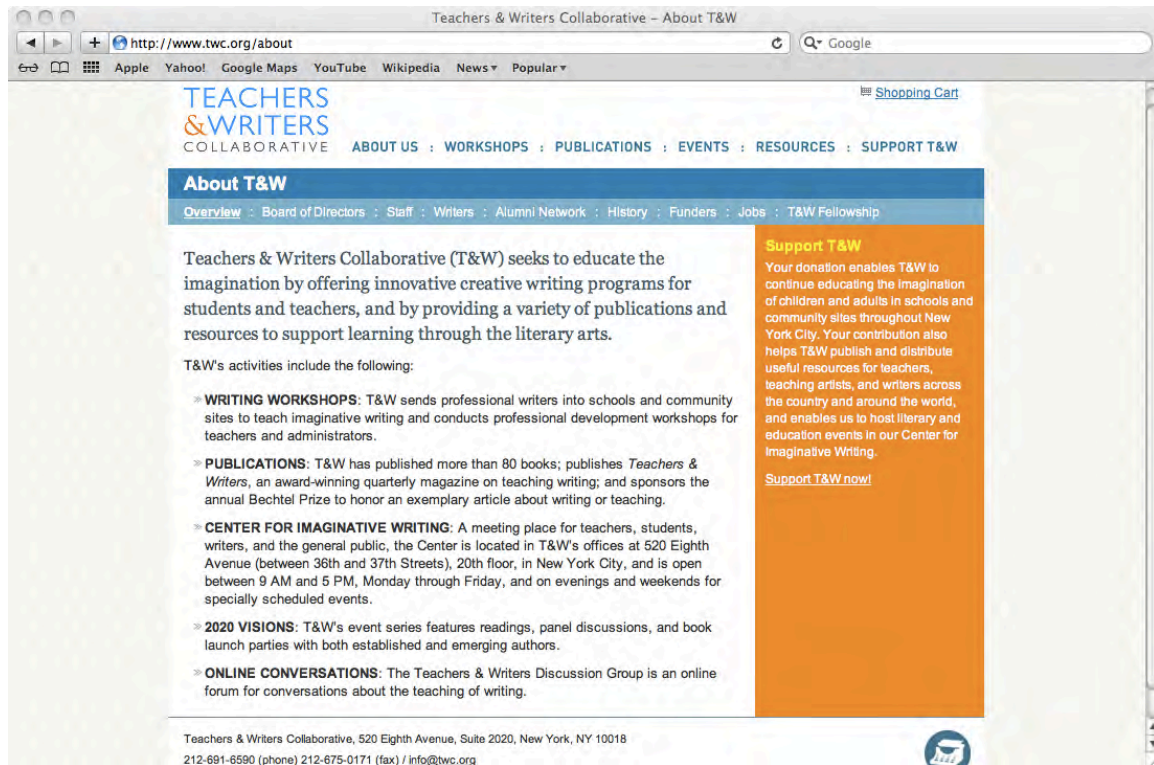 Teachers & Writers Collaborative – About T&W
http://www.twc.org/about
Google
Apple Yahoo! Google Maps YouTube Wikipedia News Popular
TEACHERS
&WRITERS
COLLABORATIVE
Shopping Cart
ABOUT US : WORKSHOPS : PUBLICATIONS : EVENTS : RESOURCES : SUPPORT T&W
About T&W
Overview : Board of Directors : Staff : Writers : Alumni Network : History : Funders : Jobs : T&W Fellowship
Teachers & Writers Collaborative (T&W) seeks to educate the
imagination by offering innovative creative writing programs for
students and teachers, and by providing a variety of publications and
resources to support learning through the literary arts.
T&W's activities include the following:
» WRITING WORKSHOPS: T&W sends professional writers into schools and community
sites to teach imaginative writing and conducts professional development workshops for
teachers and administrators.
» PUBLICATIONS: T&W has published more than 80 books; publishes Teachers &
Writers, an award-winning quarterly magazine on teaching writing; and sponsors the
annual Bechtel Prize to honor an exemplary article about writing or teaching.
» CENTER FOR IMAGINATIVE WRITING: A meeting place for teachers, students,
writers, and the general public, the Center is located in T&W's offices at 520 Eighth
Avenue (between 36th and 37th Streets), 20th floor, in New York City, and is open
between 9 AM and 5 PM, Monday through Friday, and on evenings and weekends for
specially scheduled events.
» 2020 VISIONS: T&W's event series features readings, panel discussions, and book
launch parties with both established and emerging authors.
» ONLINE CONVERSATIONS: The Teachers & Writers Discussion Group is an online
forum for conversations about the teaching of writing.
Support T&W
Your donation enables T&W to
continue educating the imagination
of children and adults in schools and
community sites throughout New
York City. Your contribution also
helps T&W publish and distribute
useful resources for teachers,
teaching artists, and writers across
the country and around the world,
and enables us to host literary and
education events in our Center for
Imaginative Writing.
Support T&W now!
Teachers & Writers Collaborative, 520 Eighth Avenue, Suite 2020, New York, NY 10018
212-691-6590 (phone) 212-675-0171 (fax) / info@twc.org